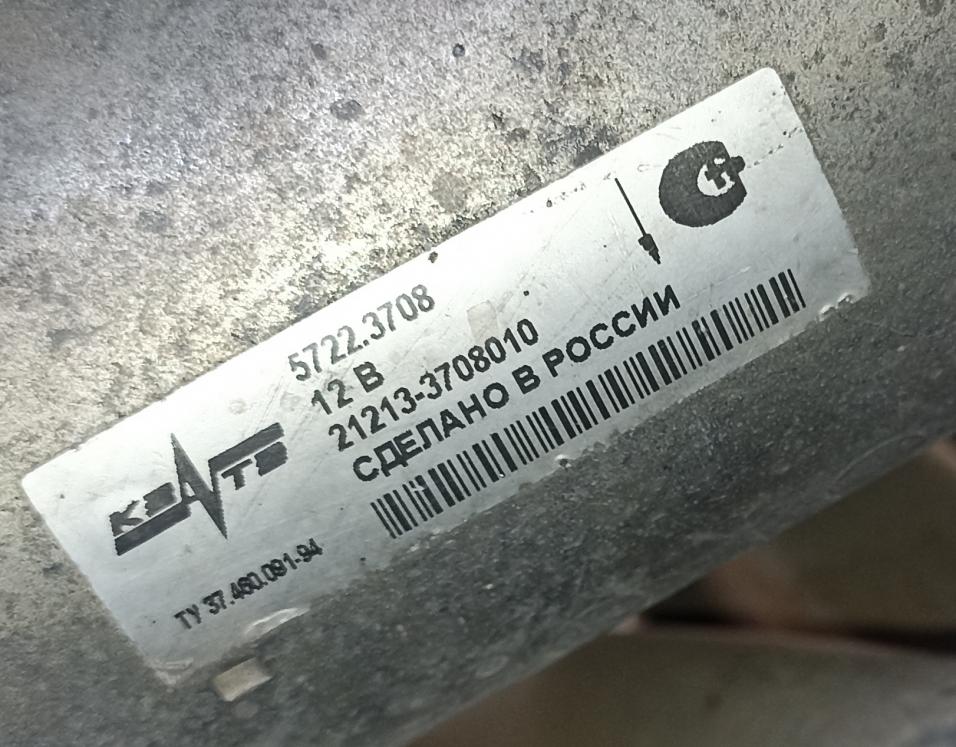 5722.3708
12 В
21213-3708010
СДЕЛАНО В РОССИИ
ТУ 37.460.091-94